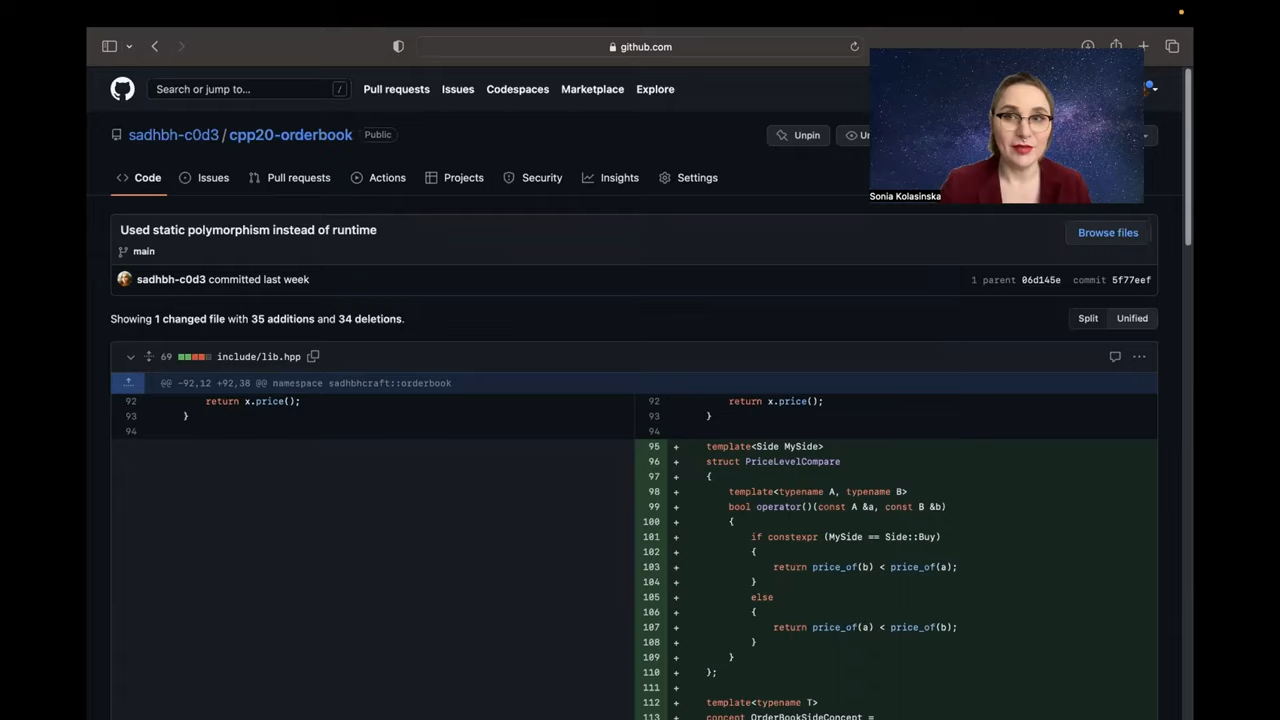 github.com
Search or jump to... /
Pull requests Issues Codespaces Marketplace Explore
sadhbh-c0d3 / cpp20-orderbook Public
Unpin
Un
Code Issues Pull requests Actions Projects Security Insights Settings
Sonia Kolasinska
Used static polymorphism instead of runtime
Browse files
main
sadhbh-c0d3 committed last week
1 parent 06d145e commit 5f77eef
Showing 1 changed file with 35 additions and 34 deletions.
Split Unified
69 include/lib.hpp
@@ -92,12 +92,38 @@ namespace sadhbhcraft::orderbook
92 return x.price(); 92 return x.price();
93 } 93 }
94 94
95 + template<Side MySide>
96 + struct PriceLevelCompare
97 + {
98 + template<typename A, typename B>
99 + bool operator()(const A &a, const B &b)
100 + {
101 + if constexpr (MySide == Side::Buy)
102 + {
103 + return price_of(b) < price_of(a);
104 + }
105 + else
106 + {
107 + return price_of(a) < price_of(b);
108 + }
109 + }
110 + };
111 +
112 + template<typename T>
113 + concept OrderBookSideConcept =